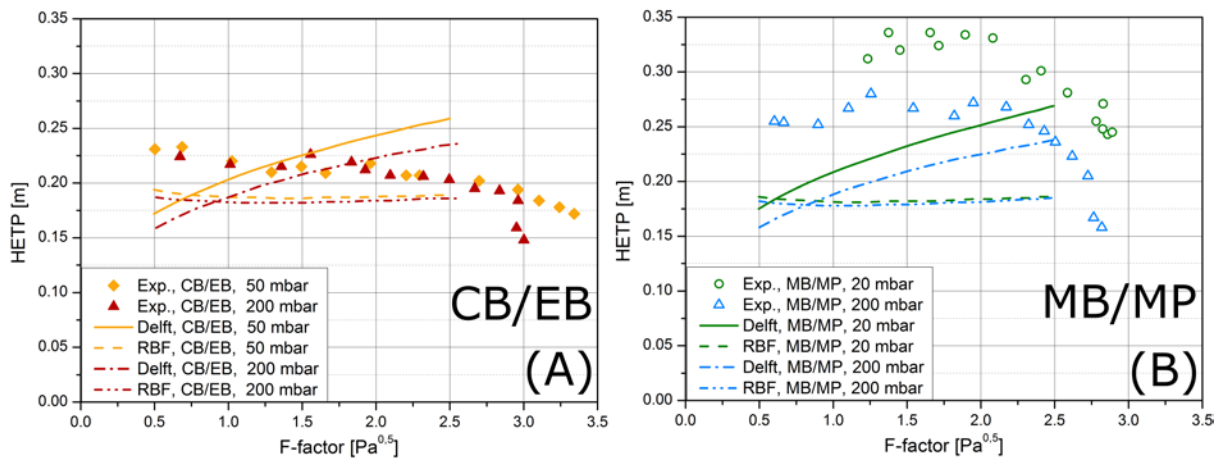 0.35
0.30
0.25
0.20
0.15
0.10
0.05
0.00
HETP [m]
Exp., CB/EB, 50 mbar
Exp., CB/EB, 200 mbar
Delft, CB/EB, 50 mbar
RBF, CB/EB, 50 mbar
Delft, CB/EB, 200 mbar
RBF, CB/EB, 200 mbar
CB/EB
(A)
0.0 0.5 1.0 1.5 2.0 2.5 3.0 3.5
F-factor [Pa^0,5]
0.35
0.30
0.25
0.20
0.15
0.10
0.05
0.00
HETP [m]
Exp., MB/MP, 20 mbar
Exp., MB/MP, 200 mbar
Delft, MB/MP, 20 mbar
RBF, MB/MP, 20 mbar
Delft, MB/MP, 200 mbar
RBF, MB/MP, 200 mbar
MB/MP
(B)
0.0 0.5 1.0 1.5 2.0 2.5 3.0 3.5
F-factor [Pa^0,5]